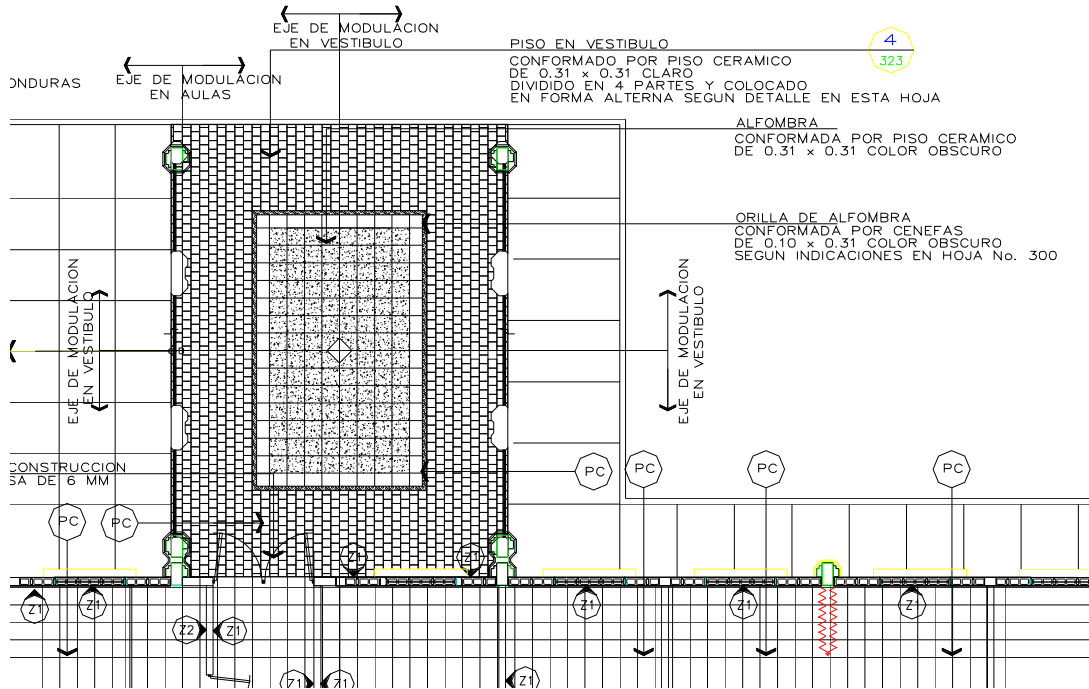 EJE DE MODULACION
EN VESTIBULO
PISO EN VESTIBULO
CONFORMADO POR PISO CERAMICO
DE 0.31 x 0.31 CLARO
DIVIDIDO EN 4 PARTES Y COLOCADO
EN FORMA ALTERNA SEGUN DETALLE EN ESTA HOJA
4
323
ONDURAS
EJE DE MODULACION
EN AULAS
ALFOMBRA
CONFORMADA POR PISO CERAMICO
DE 0.31 x 0.31 COLOR OBSCURO
ORILLA DE ALFOMBRA
CONFORMADA POR CENEFAS
DE 0.10 x 0.31 COLOR OBSCURO
SEGUN INDICACIONES EN HOJA No. 300
EJE DE MODULACION
EN VESTIBULO
EJE DE MODULACION
EN VESTIBULO
CONSTRUCCION
SA DE 6 MM
PC
PC
PC
PC
PC
PC
Z1
Z1
Z1
Z1
Z1
Z1
Z1
Z2
Z1
Z1
Z1
Z1